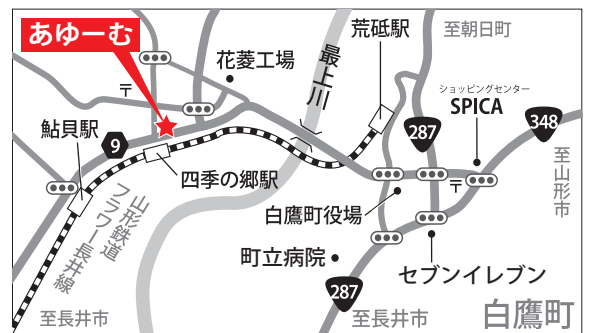 あゆーむ
荒砥駅
至朝日町
花菱工場
最上川
〒
ショッピングセンター
SPICA
348
鮎貝駅
9
287
四季の郷駅
至山形市
〒
山形鉄道
フラワー長井線
白鷹町役場
町立病院
セブンイレブン
287
至長井市
至長井市
白鷹町